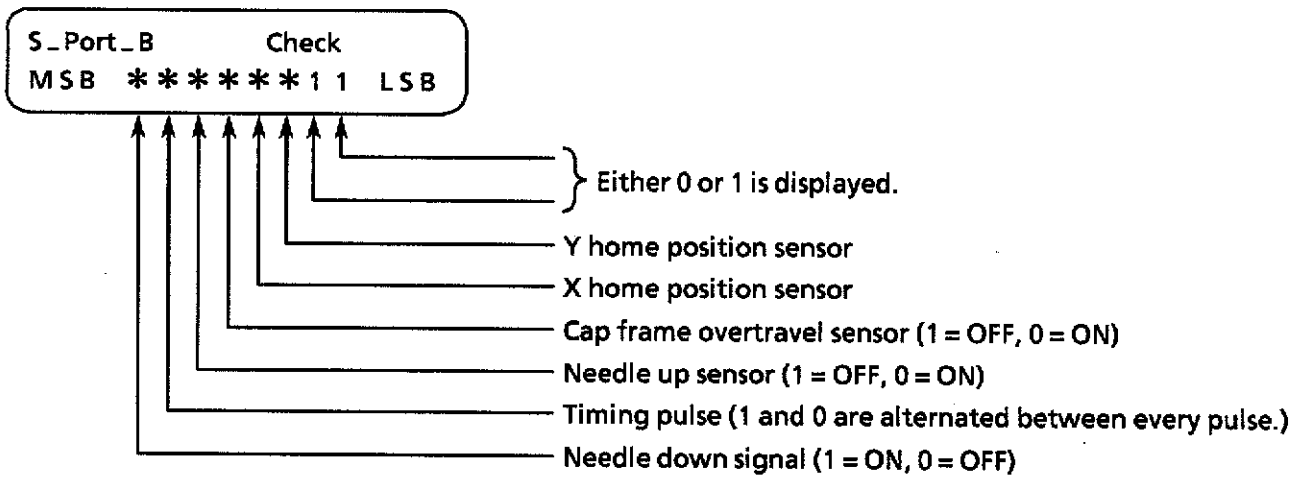 S_Port_B Check
MSB ******11 LSB
Either 0 or 1 is displayed.
Y home position sensor
X home position sensor
Cap frame overtravel sensor (1 = OFF, 0 = ON)
Needle up sensor (1 = OFF, 0 = ON)
Timing pulse (1 and 0 are alternated between every pulse.)
Needle down signal (1 = ON, 0 = OFF)